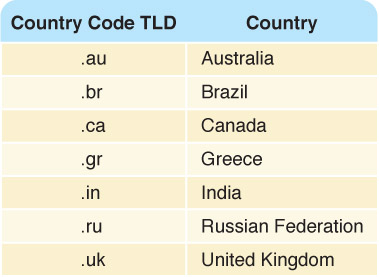 Country Code TLD Country
.au Australia
.br Brazil
.ca Canada
.gr Greece
.in India
.ru Russian Federation
.uk United Kingdom